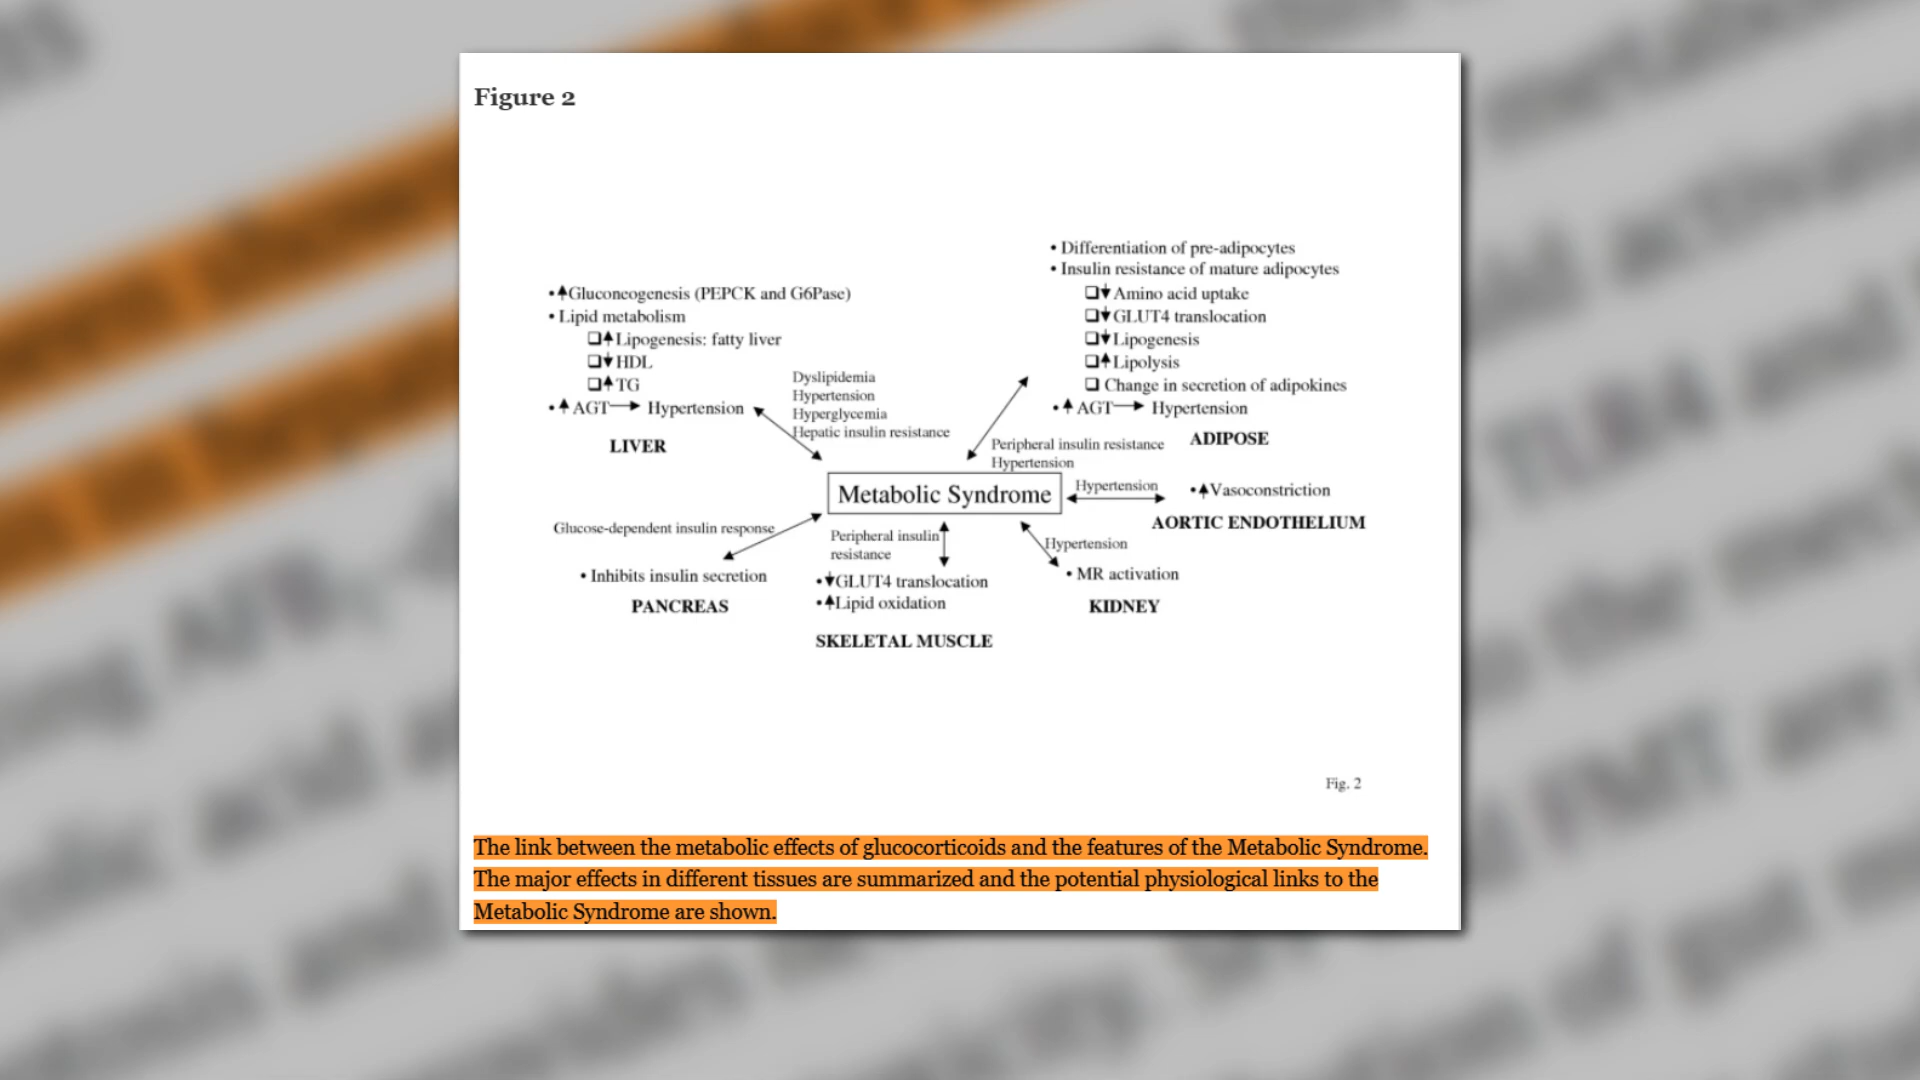 Figure 2
• Differentiation of pre-adipocytes
• Insulin resistance of mature adipocytes
❑↓ Amino acid uptake
❑↓ GLUT4 translocation
❑↓ Lipogenesis
❑↑ Lipolysis
❑ Change in secretion of adipokines
• ↑ AGT → Hypertension
ADIPOSE
• ↑Gluconeogenesis (PEPCK and G6Pase)
• Lipid metabolism
❑↑ Lipogenesis: fatty liver
❑↓ HDL
❑↑ TG
• ↑ AGT → Hypertension
LIVER
Dyslipidemia
Hypertension
Hyperglycemia
Hepatic insulin resistance
Peripheral insulin resistance
Hypertension
Metabolic Syndrome
Hypertension
• ↑Vasoconstriction
AORTIC ENDOTHELIUM
Glucose-dependent insulin response
• Inhibits insulin secretion
PANCREAS
Peripheral insulin
resistance
• ↓GLUT4 translocation
• ↑Lipid oxidation
SKELETAL MUSCLE
Hypertension
• MR activation
KIDNEY
Fig. 2
The link between the metabolic effects of glucocorticoids and the features of the Metabolic Syndrome.
The major effects in different tissues are summarized and the potential physiological links to the
Metabolic Syndrome are shown.